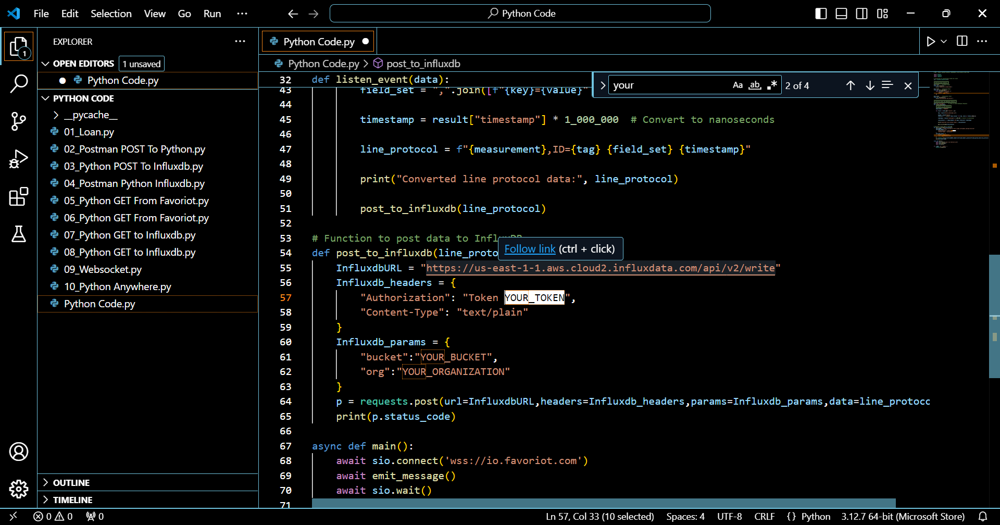 File Edit Selection View Go Run ··· Python Code
EXPLORER ···
OPEN EDITORS 1 unsaved
Python Code.py
PYTHON CODE
__pycache__
01_Loan.py
02_Postman POST To Python.py
03_Python POST To Influxdb.py
04_Postman Python Influxdb.py
05_Python GET From Favoriot.py
06_Python GET From Favoriot.py
07_Python GET to Influxdb.py
08_Python GET to Influxdb.py
09_Websocket.py
10_Python Anywhere.py
Python Code.py
OUTLINE
TIMELINE
1
Python Code.py
Python Code.py > post_to_influxdb
your Aa ab .* 2 of 4
32 def listen_event(data):
43 field_set = ",".join([f"{key}={value}"
44
45 timestamp = result["timestamp"] * 1_000_000 # Convert to nanoseconds
46
47 line_protocol = f"{measurement},ID={tag} {field_set} {timestamp}"
48
49 print("Converted line protocol data:", line_protocol)
50
51 post_to_influxdb(line_protocol)
52
53 # Function to post data to InfluxDB
Follow link (ctrl + click)
54 def post_to_influxdb(line_proto
55 InfluxdbURL = "https://us-east-1-1.aws.cloud2.influxdata.com/api/v2/write"
56 Influxdb_headers = {
57 "Authorization": "Token YOUR_TOKEN",
58 "Content-Type": "text/plain"
59 }
60 Influxdb_params = {
61 "bucket":"YOUR_BUCKET",
62 "org":"YOUR_ORGANIZATION"
63 }
64 p = requests.post(url=InfluxdbURL,headers=Influxdb_headers,params=Influxdb_params,data=line_protoco
65 print(p.status_code)
66
67 async def main():
68 await sio.connect('wss://io.favoriot.com')
69 await emit_message()
70 await sio.wait()
71
0 0 0 Ln 57, Col 33 (10 selected) Spaces: 4 UTF-8 CRLF {} Python 3.12.7 64-bit (Microsoft Store)